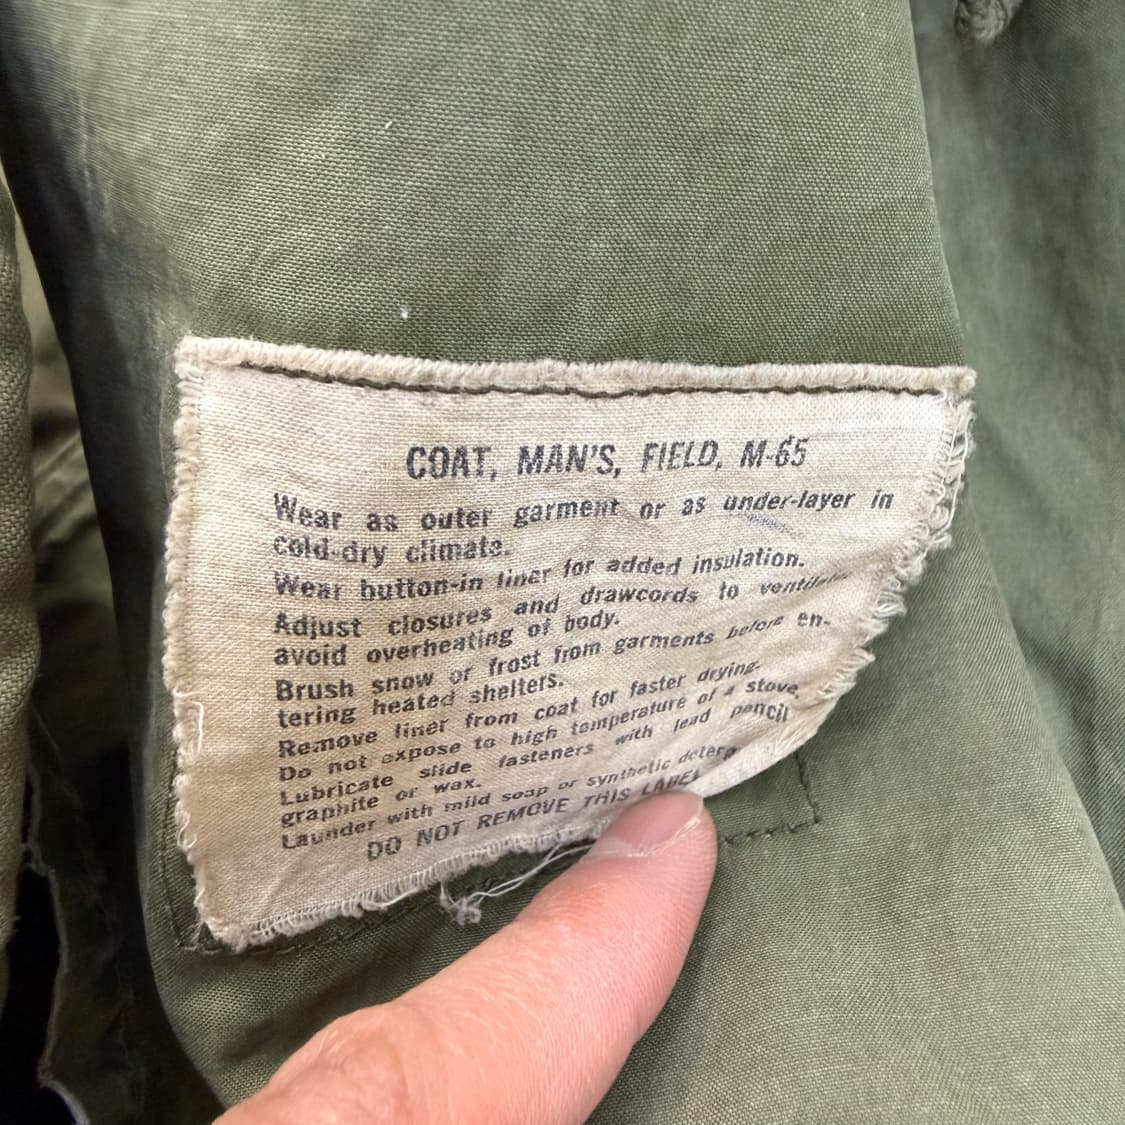 COAT, MAN'S, FIELD, M-65
Wear as outer garment or as under-layer in
cold-dry climate.
Wear button-in liner for added insulation.
Adjust closures and drawcords to
avoid overheating of body.
Brush snow or frost from garments before en-
tering heated shelters.
Remove liner from coat for faster drying.
Do not expose to high temperature of a stove
Lubricate slide fasteners with lead pencil
graphite or wax.
Launder with mild soap or synthetic
DO NOT REMOVE THIS LABEL